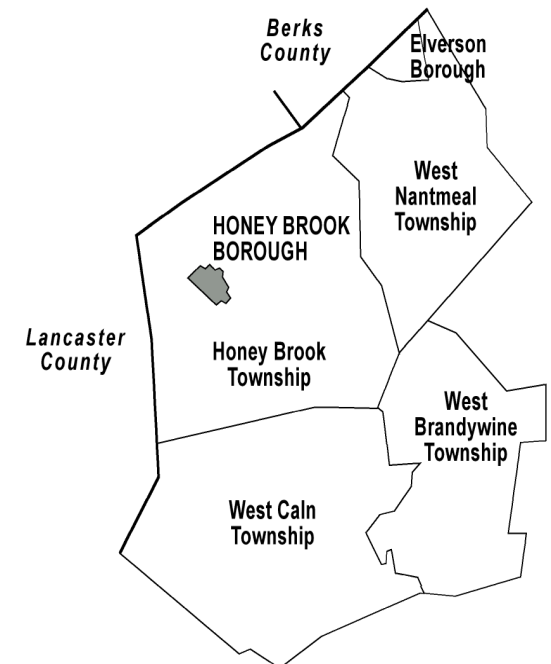 Berks
County
Elverson
Borough
West
Nantmeal
Township
HONEY BROOK
BOROUGH
Lancaster
County
Honey Brook
Township
West
Brandywine
Township
West Caln
Township